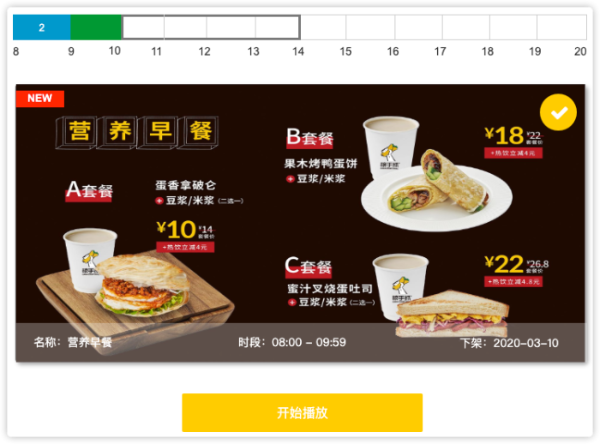 2
8 9 10 11 12 13 14 15 16 17 18 19 20
NEW
营养早餐
A套餐
蛋香拿破仑
+ 豆浆/米浆(二选一)
¥10 ¥14
套餐价
+热饮立减4元
B套餐
果木烤鸭蛋饼
+ 豆浆/米浆
¥18 ¥22
套餐价
+热饮立减4元
C套餐
蜜汁叉烧蛋吐司
+ 豆浆/米浆(二选一)
¥22 ¥26.8
套餐价
+热饮立减4.8元
名称：营养早餐
时段：08:00 - 09:59
下架：2020-03-10
开始播放